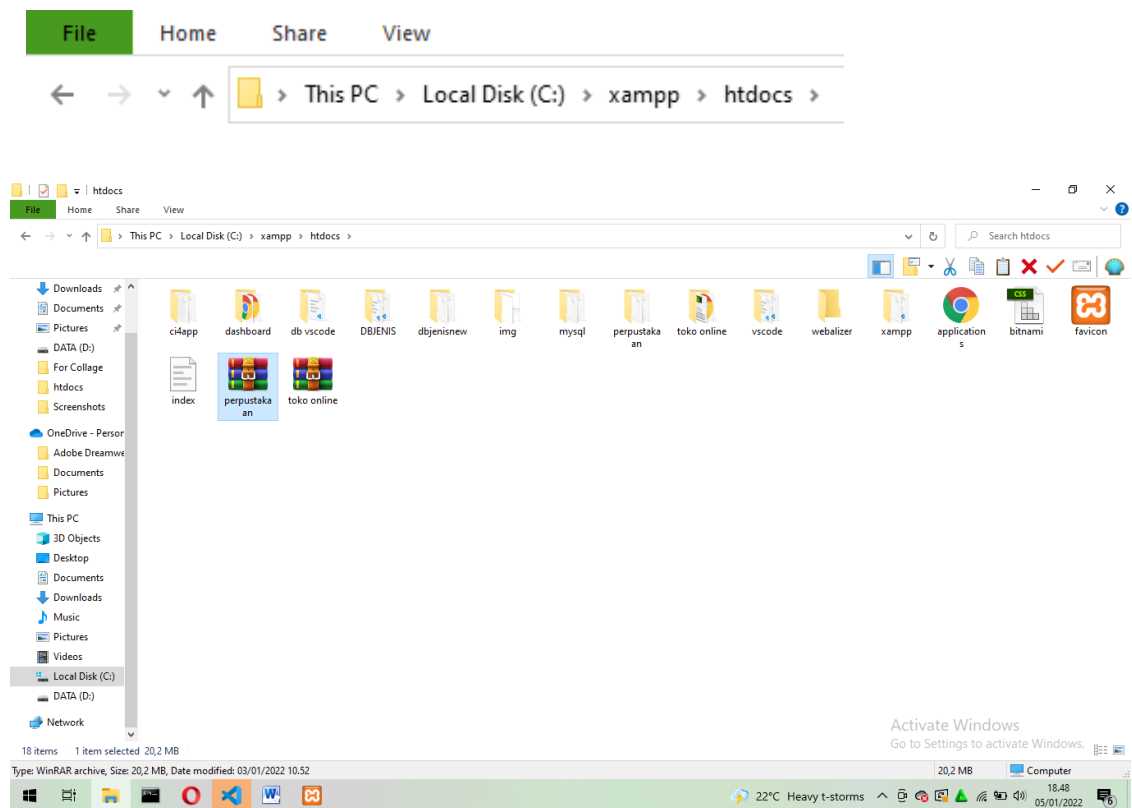 File Home Share View
This PC > Local Disk (C:) > xampp > htdocs >
htdocs
File Home Share View
This PC > Local Disk (C:) > xampp > htdocs >
Search htdocs
Downloads
Documents
Pictures
DATA (D:)
For Collage
htdocs
Screenshots
OneDrive - Person
Adobe Dreamwe
Documents
Pictures
This PC
3D Objects
Desktop
Documents
Downloads
Music
Pictures
Videos
Local Disk (C:)
DATA (D:)
Network
ci4app dashboard db vscode DBJENIS dbjenisnew img mysql perpustaka toko online vscode webalizer xampp application bitnami favicon
an s
CSS
index perpustaka toko online
an
Activate Windows
Go to Settings to activate Windows.
18 items 1 item selected 20,2 MB
Type: WinRAR archive, Size: 20,2 MB, Date modified: 03/01/2022 10.52
20,2 MB Computer
22°C Heavy t-storms
18.48
05/01/2022
6